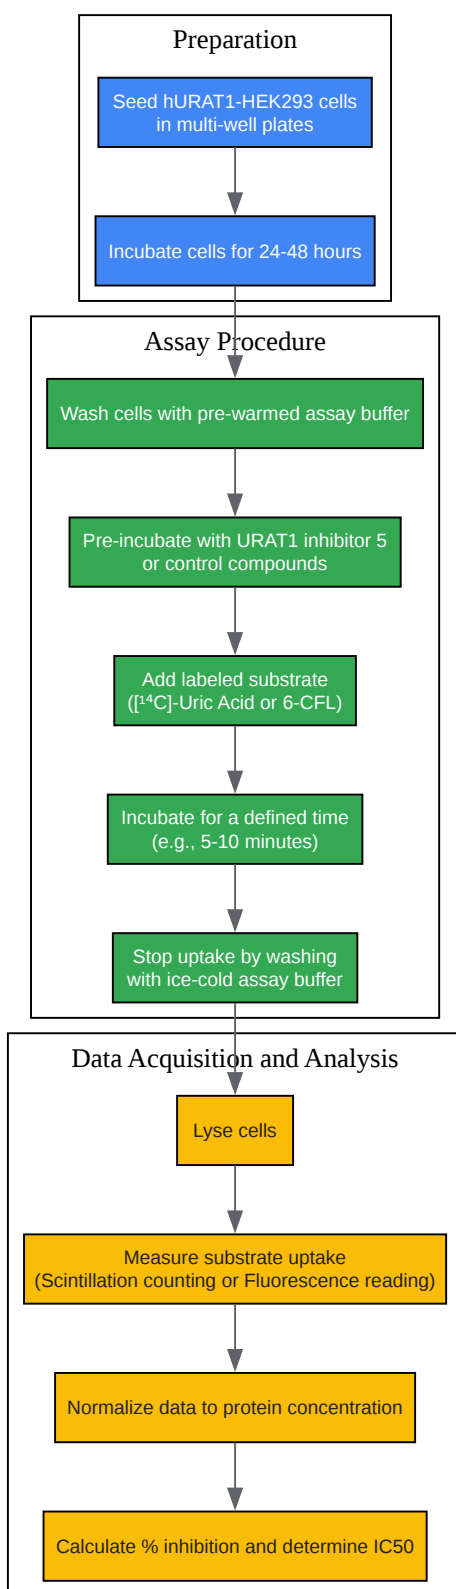 Preparation
Seed hURAT1-HEK293 cells
in multi-well plates
Incubate cells for 24-48 hours
Assay Procedure
Wash cells with pre-warmed assay buffer
Pre-incubate with URAT1 inhibitor 5
or control compounds
Add labeled substrate
([¹⁴C]-Uric Acid or 6-CFL)
Incubate for a defined time
(e.g., 5-10 minutes)
Stop uptake by washing
with ice-cold assay buffer
Data Acquisition and Analysis
Lyse cells
Measure substrate uptake
(Scintillation counting or Fluorescence reading)
Normalize data to protein concentration
Calculate % inhibition and determine IC50